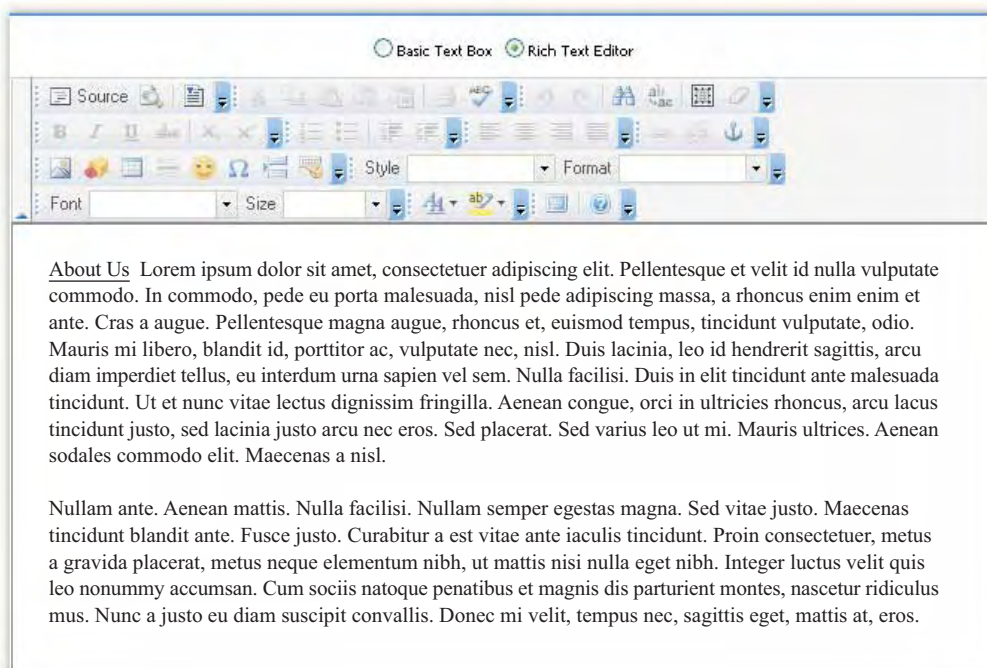 Basic Text Box Rich Text Editor
Source
Style Format
Font Size
About Us Lorem ipsum dolor sit amet, consectetuer adipiscing elit. Pellentesque et velit id nulla vulputate
commodo. In commodo, pede eu porta malesuada, nisl pede adipiscing massa, a rhoncus enim enim et
ante. Cras a augue. Pellentesque magna augue, rhoncus et, euismod tempus, tincidunt vulputate, odio.
Mauris mi libero, blandit id, porttitor ac, vulputate nec, nisl. Duis lacinia, leo id hendrerit sagittis, arcu
diam imperdiet tellus, eu interdum urna sapien vel sem. Nulla facilisi. Duis in elit tincidunt ante malesuada
tincidunt. Ut et nunc vitae lectus dignissim fringilla. Aenean congue, orci in ultricies rhoncus, arcu lacus
tincidunt justo, sed lacinia justo arcu nec eros. Sed placerat. Sed varius leo ut mi. Mauris ultrices. Aenean
sodales commodo elit. Maecenas a nisl.
Nullam ante. Aenean mattis. Nulla facilisi. Nullam semper egestas magna. Sed vitae justo. Maecenas
tincidunt blandit ante. Fusce justo. Curabitur a est vitae ante iaculis tincidunt. Proin consectetuer, metus
a gravida placerat, metus neque elementum nibh, ut mattis nisi nulla eget nibh. Integer luctus velit quis
leo nonummy accumsan. Cum sociis natoque penatibus et magnis dis parturient montes, nascetur ridiculus
mus. Nunc a justo eu diam suscipit convallis. Donec mi velit, tempus nec, sagittis eget, mattis at, eros.